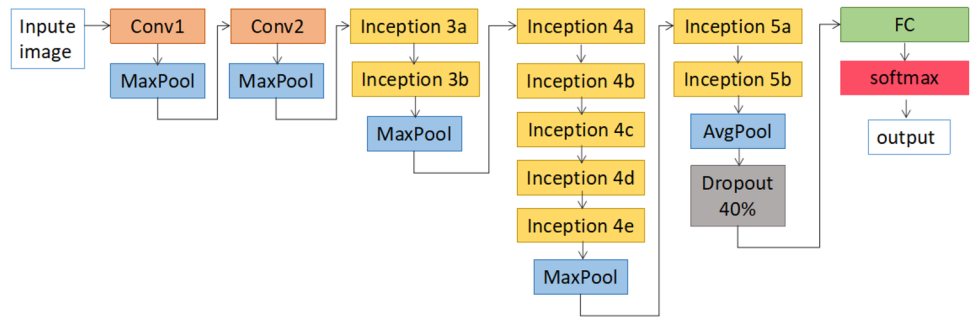 Inpute
image
Conv1
MaxPool
Conv2
MaxPool
Inception 3a
Inception 3b
MaxPool
Inception 4a
Inception 4b
Inception 4c
Inception 4d
Inception 4e
MaxPool
Inception 5a
Inception 5b
AvgPool
Dropout
40%
FC
softmax
output